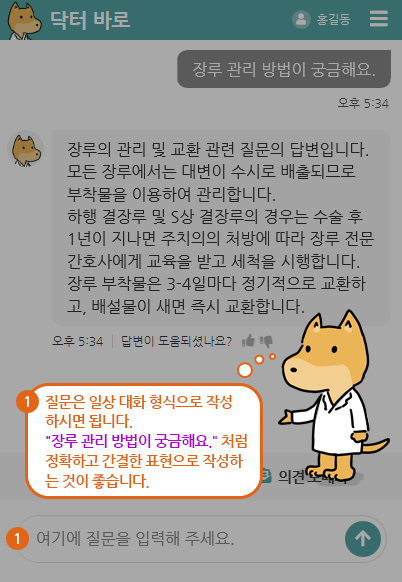 닥터 바로
홍길동
장루 관리 방법이 궁금해요.
오후 5:34
장루의 관리 및 교환 관련 질문의 답변입니다.
모든 장루에서는 대변이 수시로 배출되므로
부착물을 이용하여 관리합니다.
하행 결장루 및 S상 결장루의 경우는 수술 후
1년이 지나면 주치의의 처방에 따라 장루 전문
간호사에게 교육을 받고 세척을 시행합니다.
장루 부착물은 3-4일마다 정기적으로 교환하
고, 배설물이 새면 즉시 교환합니다.
오후 5:34 | 답변이 도움되셨나요?
1
질문은 일상 대화 형식으로 작성
하시면 됩니다.
"장루 관리 방법이 궁금해요." 처럼
정확하고 간결한 표현으로 작성하
는 것이 좋습니다.
의견
1
여기에 질문을 입력해 주세요.